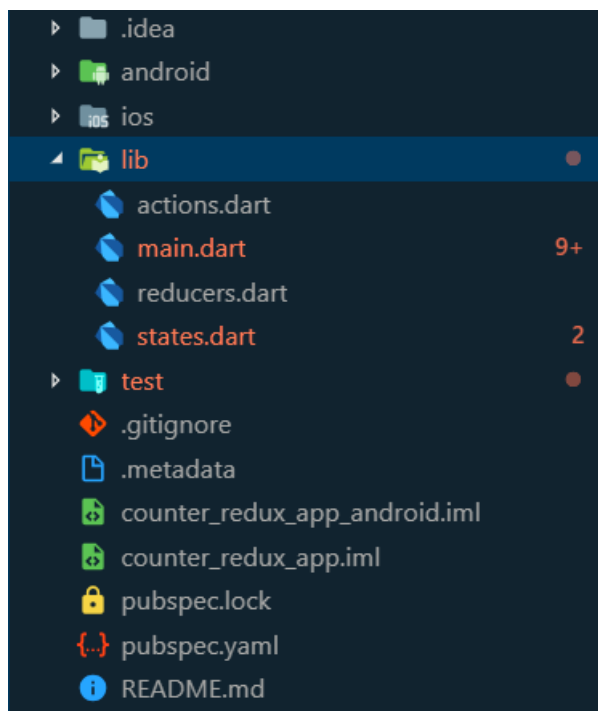 .idea
android
iOS ios
lib
actions.dart
main.dart 9+
reducers.dart
states.dart 2
test
.gitignore
.metadata
counter_redux_app_android.iml
counter_redux_app.iml
pubspec.lock
{...} pubspec.yaml
i README.md